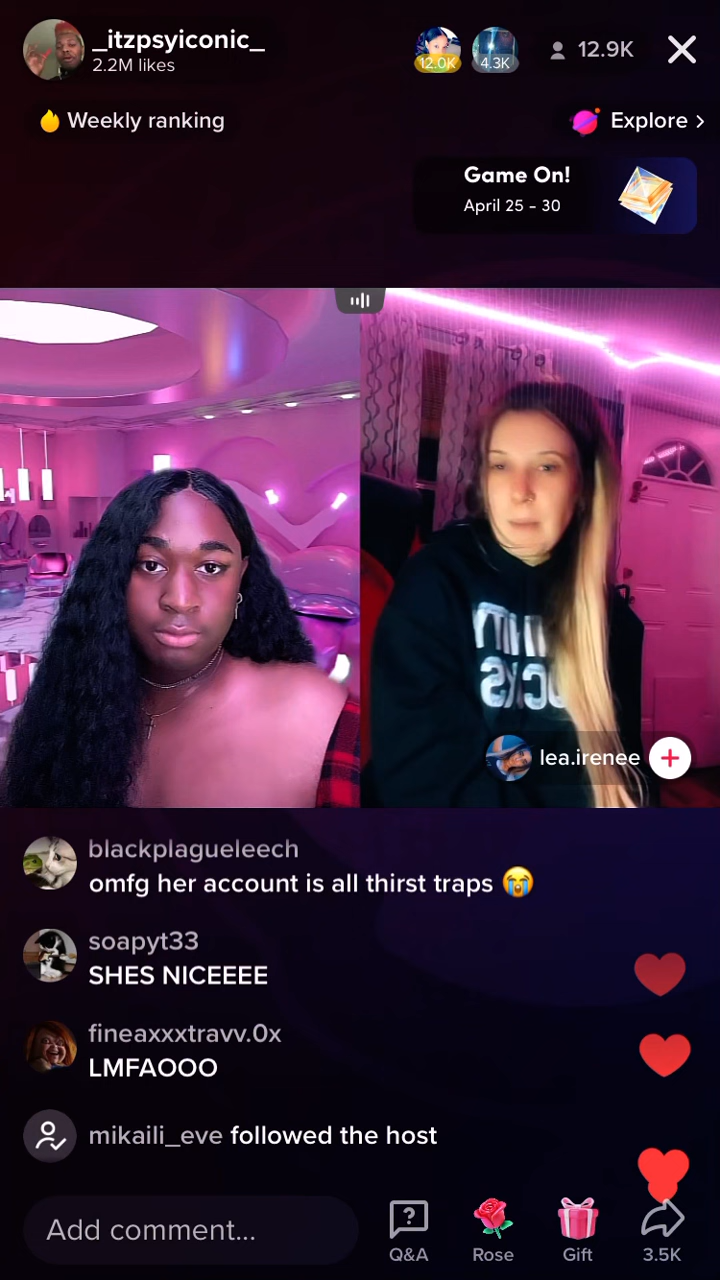 _itzpsyiconic_
2.2M likes
12.0K
4.3K
12.9K
Weekly ranking
Explore >
Game On!
April 25 - 30
lea.irenee
blackplagueleech
omfg her account is all thirst traps 😭
soapyt33
SHES NICEEEE
fineaxxxtravv.0x
LMFAOOO
mikaili_eve followed the host
Add comment...
Q&A
Rose
Gift
3.5K